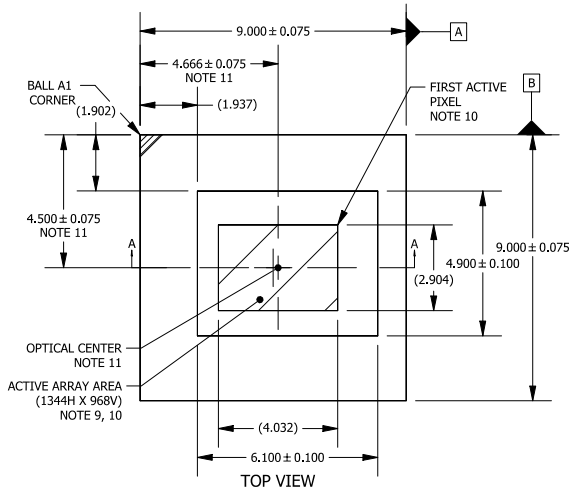 9.000 ± 0.075
A
4.666 ± 0.075
NOTE 11
BALL A1
CORNER
(1.902)
(1.937)
FIRST ACTIVE
PIXEL
NOTE 10
B
4.500 ± 0.075
NOTE 11
A
A
9.000 ± 0.075
4.900 ± 0.100
(2.904)
OPTICAL CENTER
NOTE 11
ACTIVE ARRAY AREA
(1344H X 968V)
NOTE 9, 10
(4.032)
6.100 ± 0.100
TOP VIEW